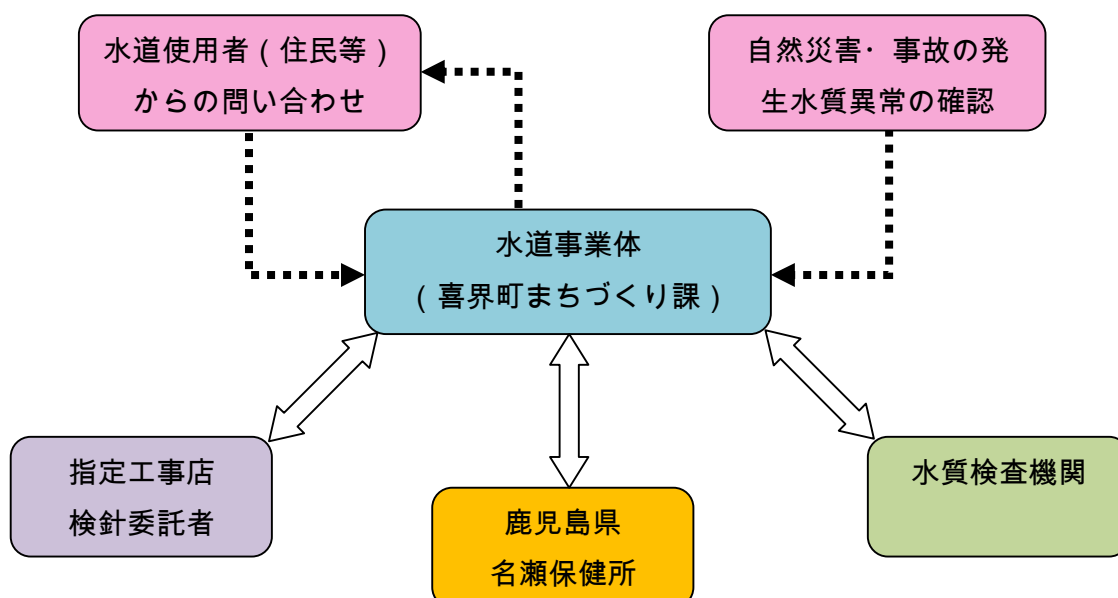 水道使用者(住民等)
からの問い合わせ
自然災害・事故の発
生水質異常の確認
水道事業体
(喜界町まちづくり課)
指定工事店
検針委託者
鹿児島県
名瀬保健所
水質検査機関